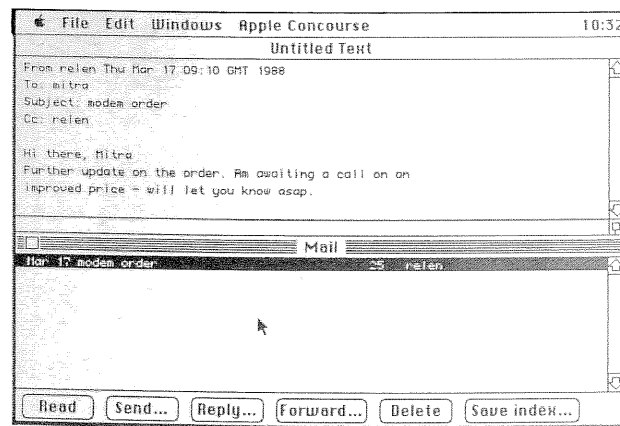 File Edit Windows Apple Concourse 10:32
Untitled Text
From relen Thu Mar 17 09:10 GMT 1988
To: mitra
Subject: modem order
Cc: relen
Hi there, Mitra
Further update on the order. Am awaiting a call on an
improved price - will let you know asap.
Mail
Mar 17 modem order 25 relen
Read Send... Reply... Forward... Delete Save index...